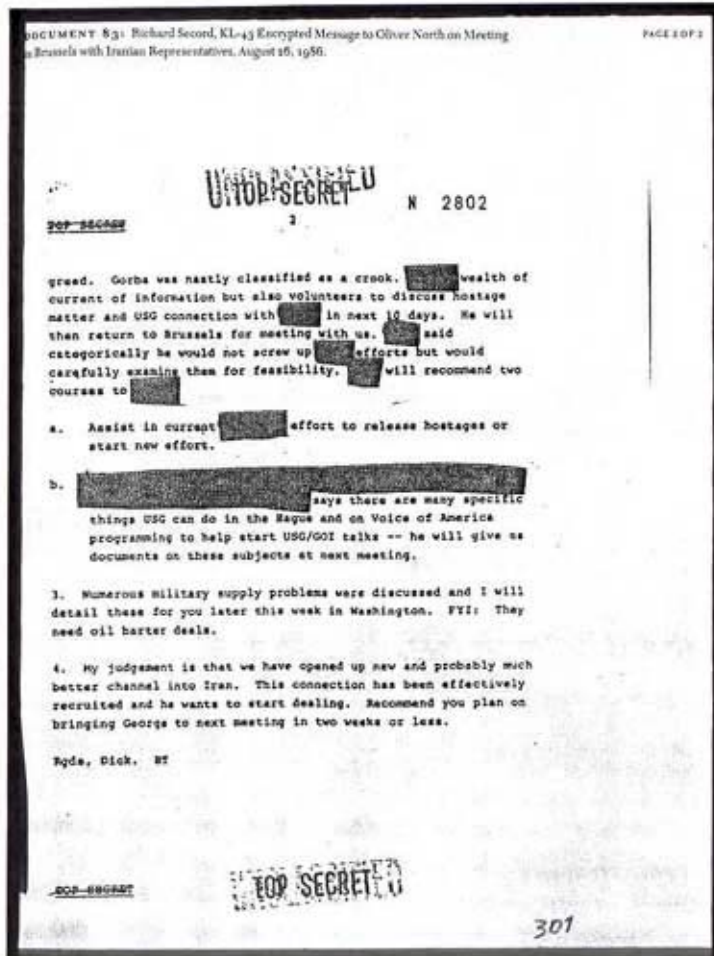 DOCUMENT 83: Richard Secord, KL-43 Encrypted Message to Oliver North on Meeting
in Brussels with Iranian Representatives, August 26, 1986.
PAGE 2 OF 2
UNCLASSIFIED
TOP SECRET
N 2802
TOP SECRET
2
greed. Gorba was nastly classified as a crook. wealth of
current of information but also volunteers to discuss hostage
matter and USG connection with in next 10 days. He will
then return to Brussels for meeting with us. said
categorically he would not screw up efforts but would
carefully examine them for feasibility. will recommend two
courses to
a. Assist in current effort to release hostages or
start new effort.
b.
says there are many specific
things USG can do in the Hague and on Voice of America
programming to help start USG/GOI talks -- he will give us
documents on these subjects at next meeting.
3. Numerous military supply problems were discussed and I will
detail these for you later this week in Washington. FYI: They
need oil barter deals.
4. My judgement is that we have opened up new and probably much
better channel into Iran. This connection has been effectively
recruited and he wants to start dealing. Recommend you plan on
bringing George to next meeting in two weeks or less.
Rgds, Dick. BT
TOP SECRET
TOP SECRET
301